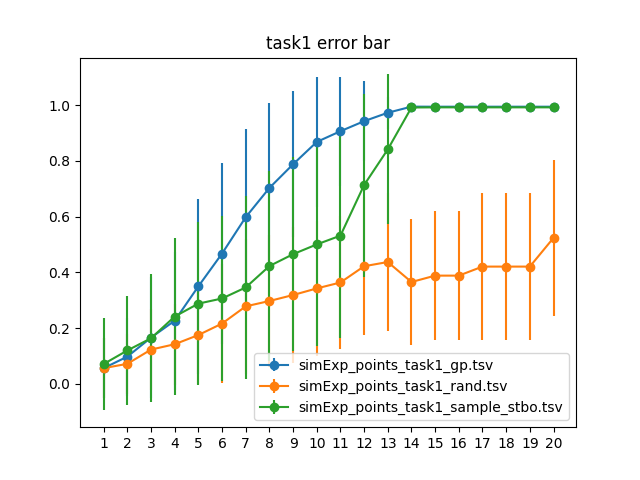 task1 error bar
1.0
0.8
0.6
0.4
0.2
0.0
simExp_points_task1_gp.tsv
simExp_points_task1_rand.tsv
simExp_points_task1_sample_stbo.tsv
1 2 3 4 5 6 7 8 9 10 11 12 13 14 15 16 17 18 19 20